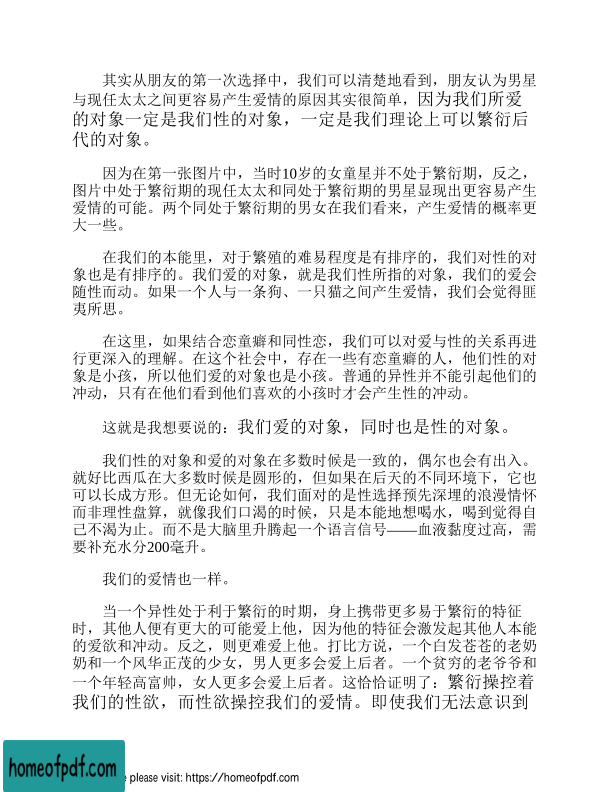 其实从朋友的第一次选择中，我们可以清楚地看到，朋友认为男星
与现任太太之间更容易产生爱情的原因其实很简单，因为我们所爱
的对象一定是我们性的对象，一定是我们理论上可以繁衍后
代的对象。
因为在第一张图片中，当时10岁的女童星并不处于繁衍期，反之，
图片中处于繁衍期的现任太太和同处于繁衍期的男星显现出更容易产生
爱情的可能。两个同处于繁衍期的男女在我们看来，产生爱情的概率更
大一些。
在我们的本能里，对于繁殖的难易程度是有排序的，我们对性的对
象也是有排序的。我们爱的对象，就是我们性所指的对象，我们的爱会
随性而动。如果一个人与一条狗、一只猫之间产生爱情，我们会觉得匪
夷所思。
在这里，如果结合恋童癖和同性恋，我们可以对爱与性的关系再进
行更深入的理解。在这个社会中，存在一些有恋童癖的人，他们性的对
象是小孩，所以他们爱的对象也是小孩。普通的异性并不能引起他们的
冲动，只有在他们看到他们喜欢的小孩时才会产生性的冲动。
这就是我想要说的：我们爱的对象，同时也是性的对象。
我们性的对象和爱的对象在多数时候是一致的，偶尔也会有出入。
就好比西瓜在大多数时候是圆形的，但如果在后天的不同环境下，它也
可以长成方形。但无论如何，我们面对的是性选择预先深埋的浪漫情怀
而非理性盘算，就像我们口渴的时候，只是本能地想喝水，喝到觉得自
己不渴为止。而不是大脑里升腾起一个语言信号——血液黏度过高，需
要补充水分200毫升。
我们的爱情也一样。
当一个异性处于利于繁衍的时期，身上携带更多易于繁衍的特征
时，其他人便有更大的可能爱上他，因为他的特征会激发起其他人本能
的爱欲和冲动。反之，则更难爱上他。打比方说，一个白发苍苍的老奶
奶和一个风华正茂的少女，男人更多会爱上后者。一个贫穷的老爷爷和
一个年轻高富帅，女人更多会爱上后者。这恰恰证明了：繁衍操控着
我们的性欲，而性欲操控我们的爱情。即使我们无法意识到
homeofpdf.com
e please visit: https://homeofpdf.com